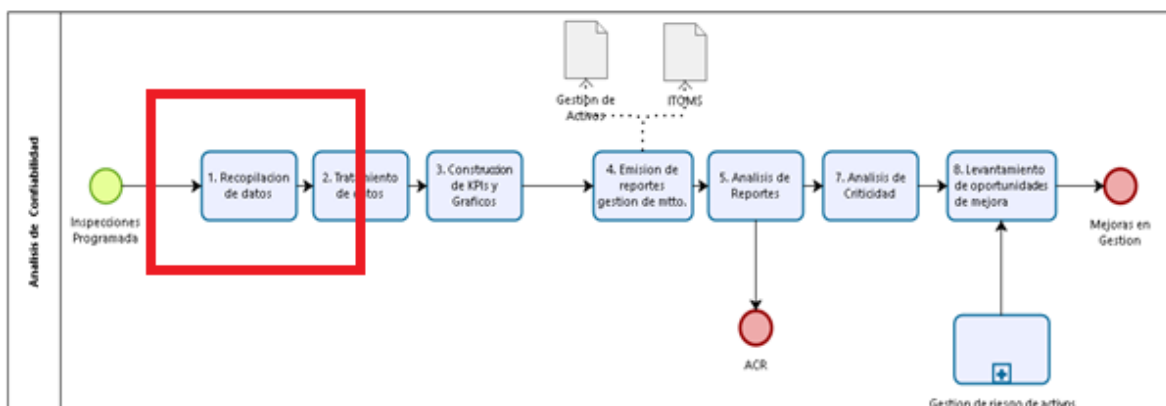 Analisis de Confiabilidad
Inspecciones
Programada
1. Recopilacion
de datos
2. Tratamiento
de datos
3. Construccion
de KPIs y
Graficos
Gestion de
Activos
ITOMS
4. Emision de
reportes
gestion de mtto.
5. Analisis de
Reportes
ACR
7. Analisis de
Criticidad
8. Levantamiento
de oportunidades
de mejora
Mejoras en
Gestion
Gestion de riesgo de activos